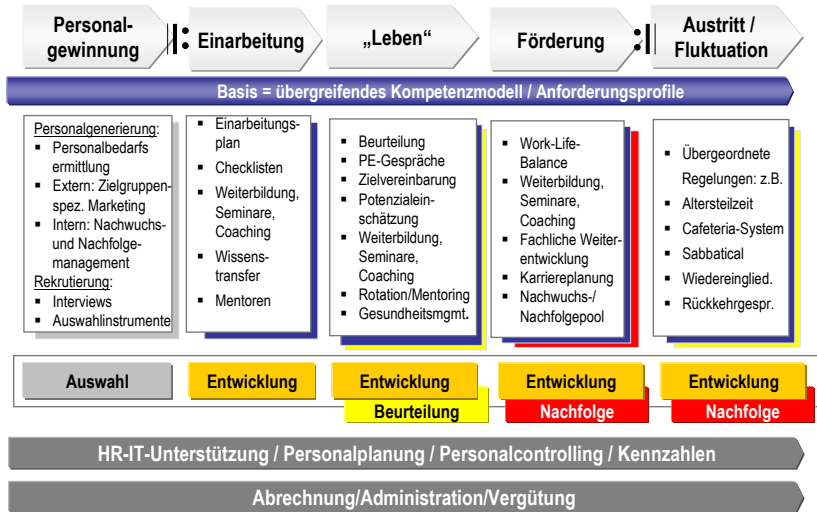 Personal-
gewinnung
Einarbeitung
„Leben“
Förderung
Austritt /
Fluktuation
Basis = übergreifendes Kompetenzmodell / Anforderungsprofile
Personalgenerierung:
▪ Personalbedarfs
ermittlung
▪ Extern: Zielgruppen-
spez. Marketing
▪ Intern: Nachwuchs-
und Nachfolge-
management
Rekrutierung:
▪ Interviews
▪ Auswahlinstrumente
▪ Einarbeitungs-
plan
▪ Checklisten
▪ Weiterbildung,
Seminare,
Coaching
▪ Wissens-
transfer
▪ Mentoren
▪ Beurteilung
▪ PE-Gespräche
▪ Zielvereinbarung
▪ Potenzialein-
schätzung
▪ Weiterbildung,
Seminare,
Coaching
▪ Rotation/Mentoring
▪ Gesundheitsmgmt.
▪ Work-Life-
Balance
▪ Weiterbildung,
Seminare,
Coaching
▪ Fachliche Weiter-
entwicklung
▪ Karriereplanung
▪ Nachwuchs-/
Nachfolgepool
▪ Übergeordnete
Regelungen: z.B.
▪ Altersteilzeit
▪ Cafeteria-System
▪ Sabbatical
▪ Wiedereinglied.
▪ Rückkehrgespr.
Auswahl
Entwicklung
Entwicklung
Beurteilung
Entwicklung
Nachfolge
Entwicklung
Nachfolge
HR-IT-Unterstützung / Personalplanung / Personalcontrolling / Kennzahlen
Abrechnung/Administration/Vergütung